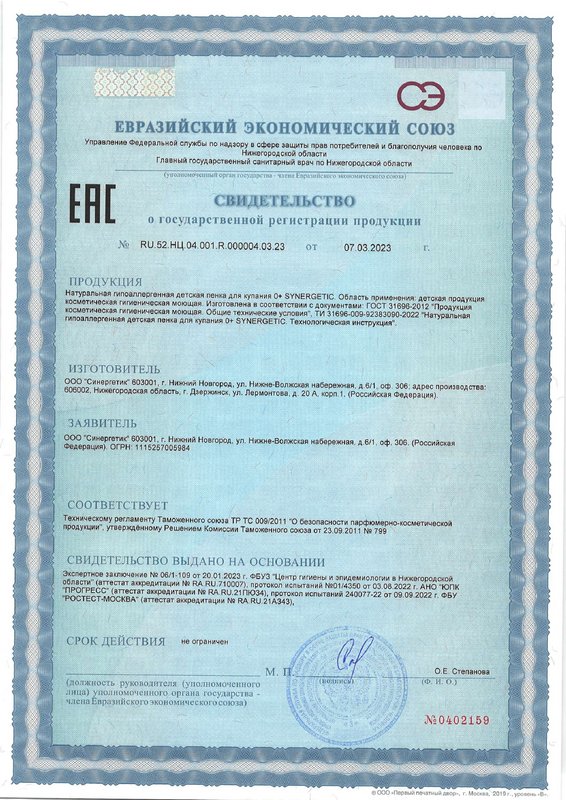 СЭ
ЕВРАЗИЙСКИЙ ЭКОНОМИЧЕСКИЙ СОЮЗ
Управление Федеральной службы по надзору в сфере защиты прав потребителей и благополучия человека по
Нижегородской области
Главный государственный санитарный врач по Нижегородской области
(уполномоченный орган государства - члена Евразийского экономического союза)
ЕАС
СВИДЕТЕЛЬСТВО
о государственной регистрации продукции
№ RU.52.НЦ.04.001.R.000004.03.23 от 07.03.2023 г.
ПРОДУКЦИЯ
Натуральная гипоаллергенная детская пенка для купания 0+ SYNERGETIC. Область применения: детская продукция
косметическая гигиеническая моющая. Изготовлена в соответствии с документами: ГОСТ 31696-2012 "Продукция
косметическая гигиеническая моющая. Общие технические условия", ТИ 31696-009-92383090-2022 "Натуральная
гипоаллергенная детская пенка для купания 0+ SYNERGETIC. Технологическая инструкция".
ИЗГОТОВИТЕЛЬ
ООО "Синергетик" 603001, г. Нижний Новгород, ул. Нижне-Волжская набережная, д.6/1, оф. 306; адрес производства:
606002, Нижегородская область, г. Дзержинск, ул. Лермонтова, д. 20 А, корп.1, (Российская Федерация).
ЗАЯВИТЕЛЬ
ООО "Синергетик" 603001, г. Нижний Новгород, ул. Нижне-Волжская набережная, д.6/1, оф. 306, (Российская
Федерация). ОГРН: 1115257005984
СООТВЕТСТВУЕТ
Техническому регламенту Таможенного союза ТР ТС 009/2011 "О безопасности парфюмерно-косметической
продукции", утверждённому Решением Комиссии Таможенного союза от 23.09.2011 № 799
СВИДЕТЕЛЬСТВО ВЫДАНО НА ОСНОВАНИИ
Экспертное заключение № 06/1-109 от 20.01.2023 г. ФБУЗ "Центр гигиены и эпидемиологии в Нижегородской
области" (аттестат аккредитации № RA.RU.710007), протокол испытаний №01/4350 от 03.08.2022 г. АНО "ЮПК
"ПРОГРЕСС" (аттестат аккредитации № RA.RU.21ПЮ34), протокол испытаний 240077-22 от 09.09.2022 г. ФБУ
"РОСТЕСТ-МОСКВА" (аттестат аккредитации № RA.RU.21АЭ43),
СРОК ДЕЙСТВИЯ не ограничен
М. П.
О.Е. Степанова
(подпись)
(Ф. И. О.)
(должность руководителя (уполномоченного
лица) уполномоченного органа государства -
члена Евразийского экономического союза)
№0402159
© ООО «Первый печатный двор», г. Москва, 2019 г., уровень «В».